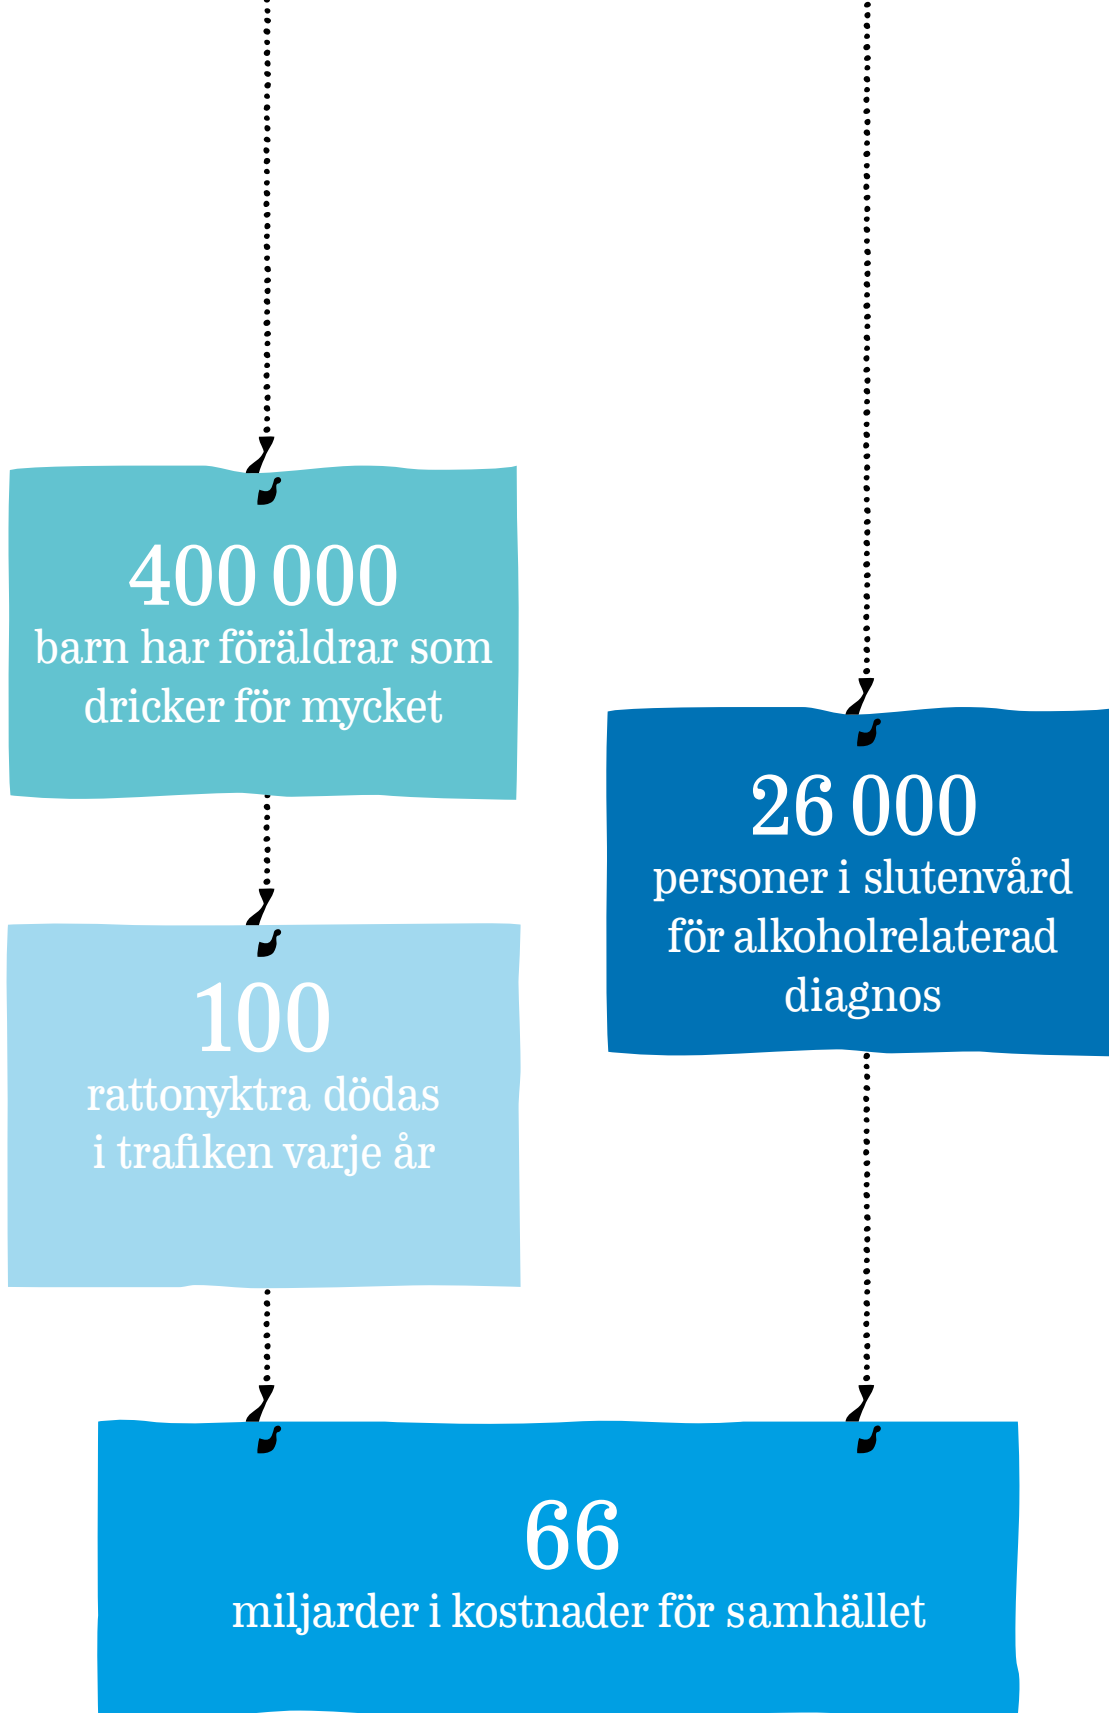 400 000
barn har föräldrar som
dricker för mycket
26 000
personer i slutenvård
för alkoholrelaterad
diagnos
100
rattonyktra dödas
i trafiken varje år
66
miljarder i kostnader för samhället